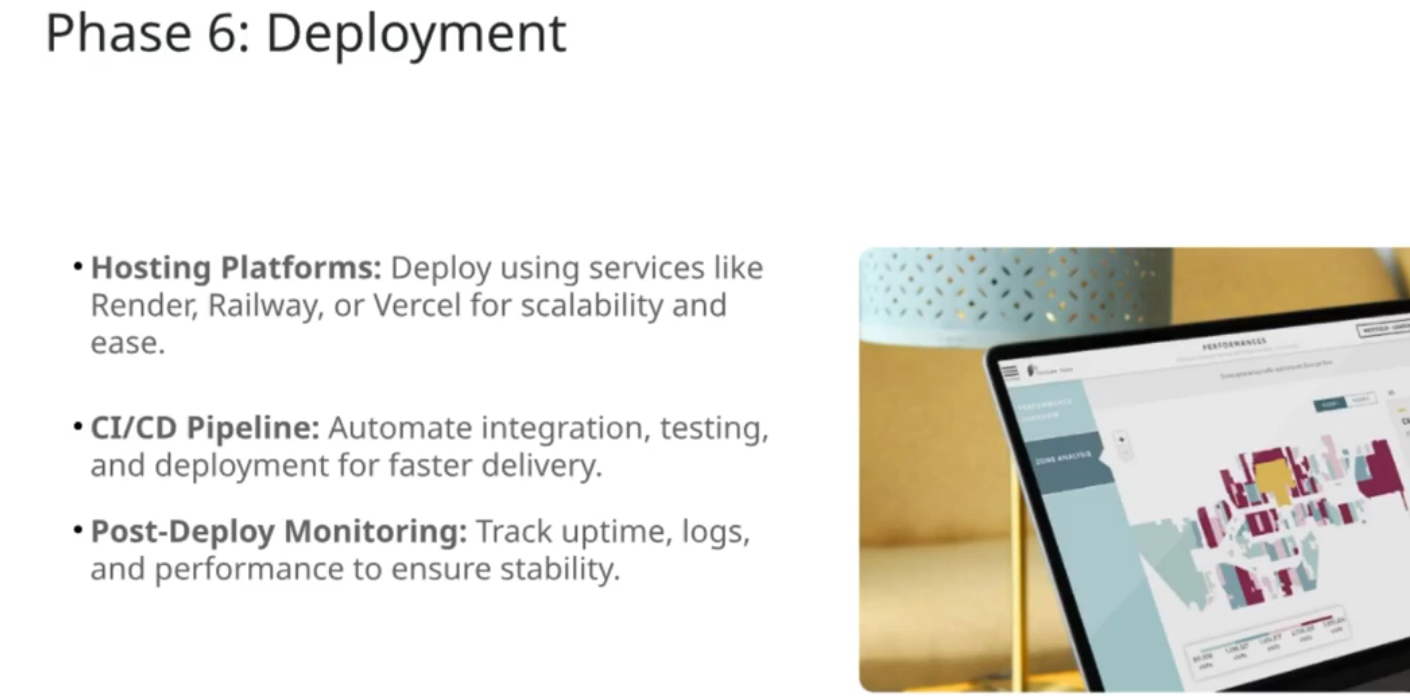 Phase 6: Deployment
• Hosting Platforms: Deploy using services like
Render, Railway, or Vercel for scalability and
ease.
• CI/CD Pipeline: Automate integration, testing,
and deployment for faster delivery.
• Post-Deploy Monitoring: Track uptime, logs,
and performance to ensure stability.
PERFORMANCES
ZONE ANALYSIS